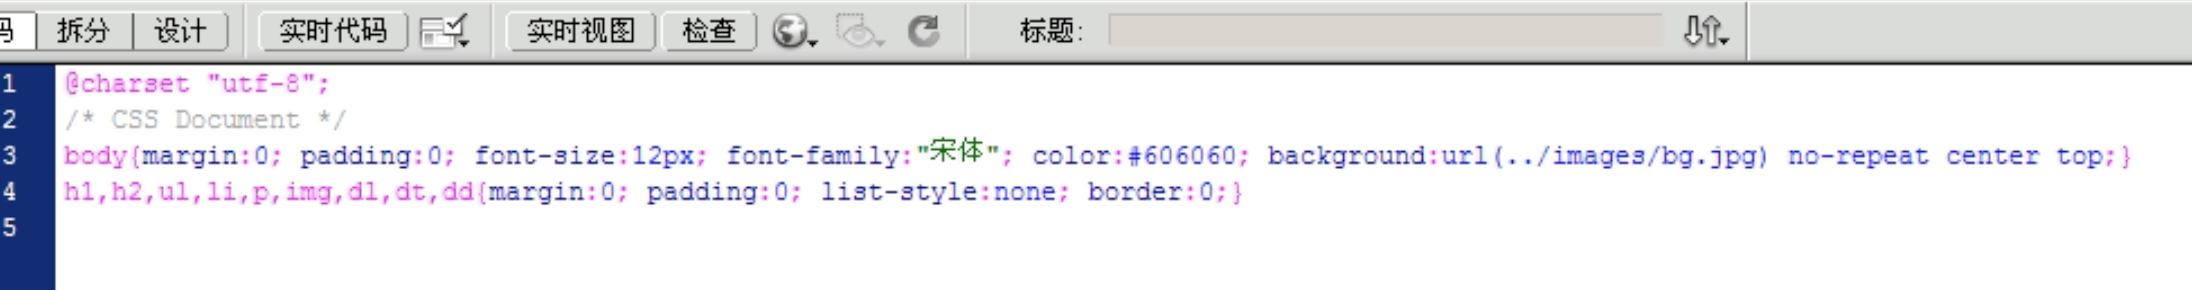 码 拆分 设计 实时代码 实时视图 检查 标题:
1 @charset "utf-8";
2 /* CSS Document */
3 body{margin:0; padding:0; font-size:12px; font-family:"宋体"; color:#606060; background:url(../images/bg.jpg) no-repeat center top;}
4 h1,h2,ul,li,p,img,dl,dt,dd{margin:0; padding:0; list-style:none; border:0;}
5